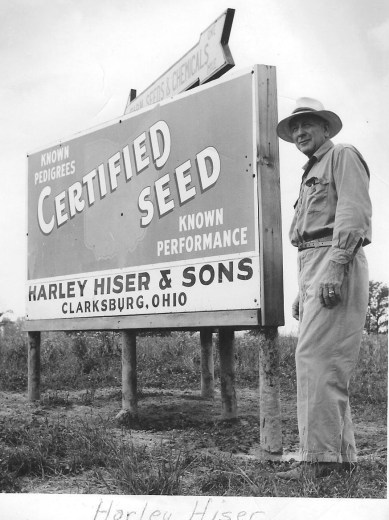 SEEDS & CHEMICALS
KNOWN
PEDIGREES
CERTIFIED
SEED
KNOWN
PERFORMANCE
HARLEY HISER & SONS
CLARKSBURG, OHIO
Harley Hiser